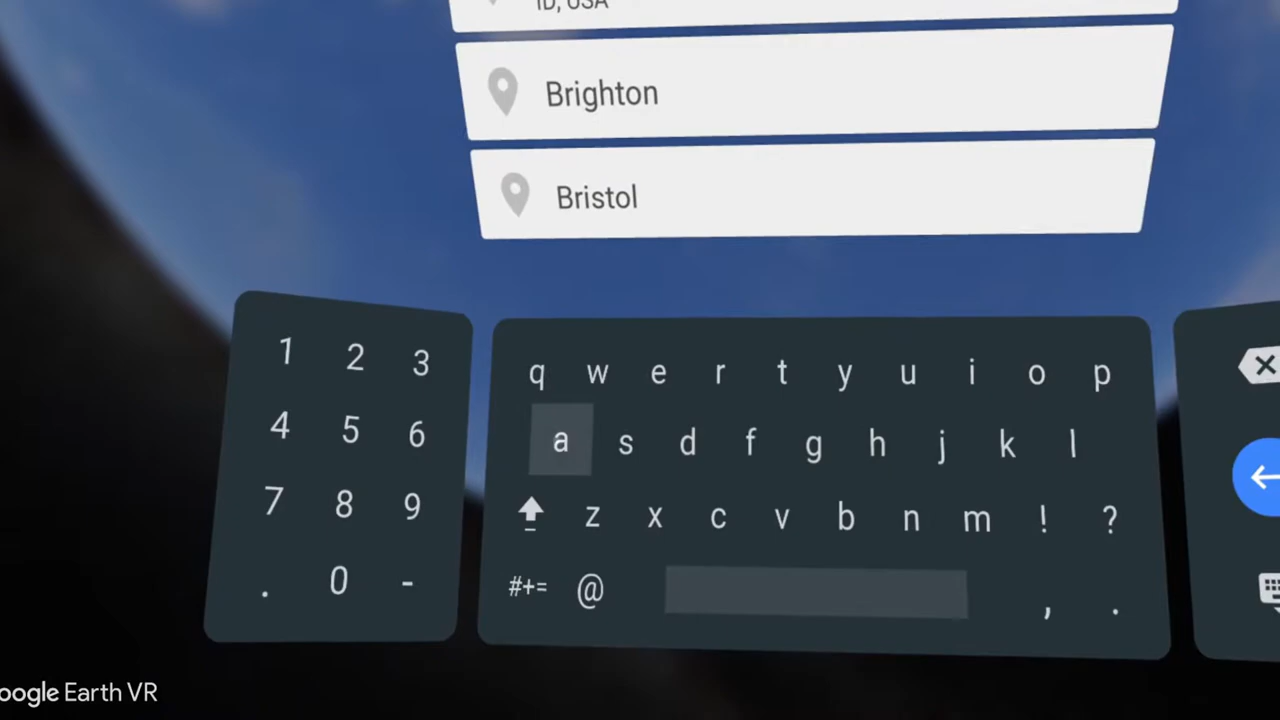 ID, USA
Brighton
Bristol
1 2 3
4 5 6
7 8 9
. 0 -
q w e r t y u i o p
a s d f g h j k l
z x c v b n m ! ?
#+= @ , .
oogle Earth VR